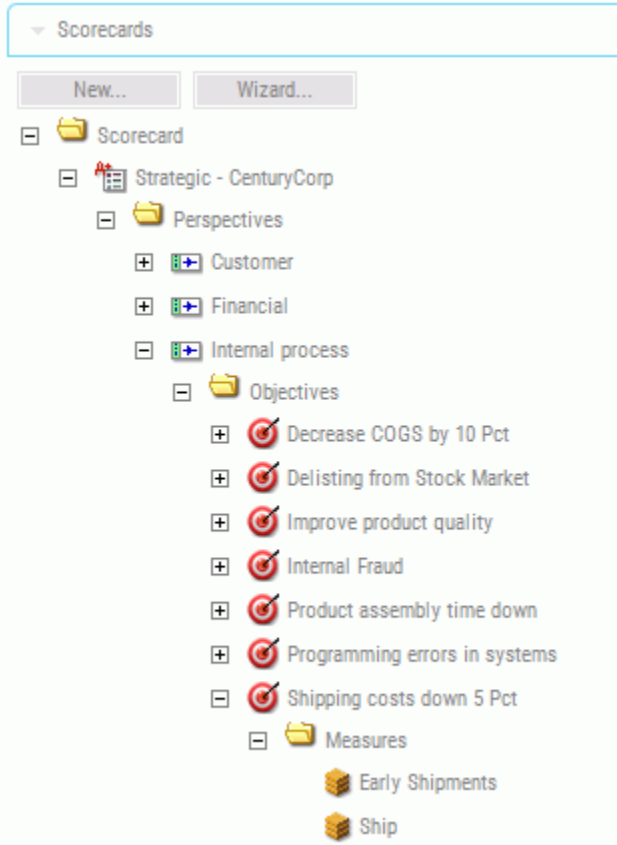 Scorecards
New... Wizard...
Scorecard
Strategic - CenturyCorp
Perspectives
Customer
Financial
Internal process
Objectives
Decrease COGS by 10 Pct
Delisting from Stock Market
Improve product quality
Internal Fraud
Product assembly time down
Programming errors in systems
Shipping costs down 5 Pct
Measures
Early Shipments
Ship